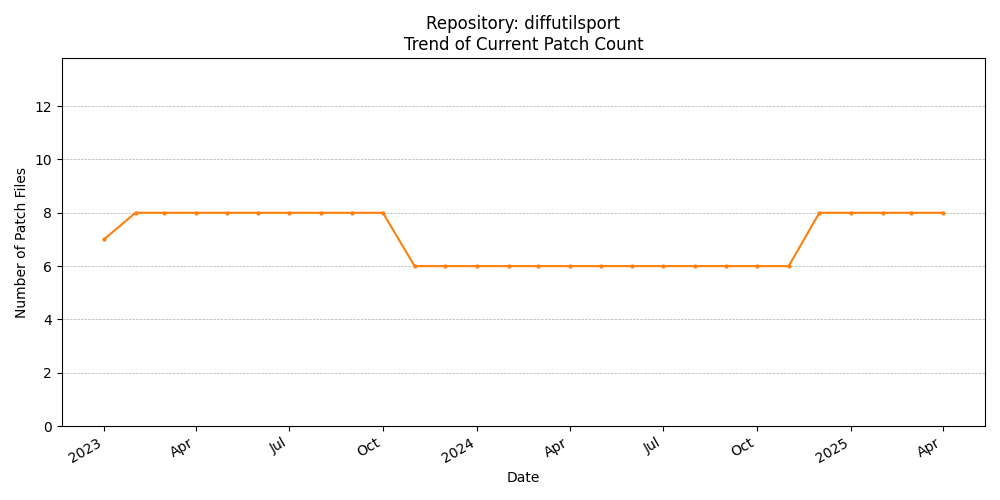 Repository: diffutilsport
Trend of Current Patch Count
Number of Patch Files
12
10
8
6
4
2
0
2023
Apr
Jul
Oct
2024
Apr
Jul
Oct
2025
Apr
Date